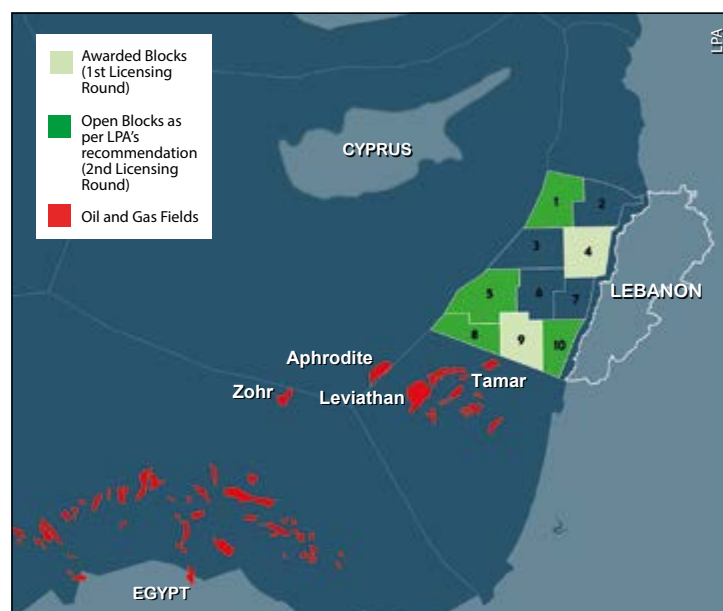 Awarded Blocks
(1st Licensing
Round)
Open Blocks as
per LPA's
recommendation
(2nd Licensing
Round)
Oil and Gas Fields
LPA
CYPRUS
1
2
3
4
LEBANON
5
6
7
8
9
10
Aphrodite
Tamar
Zohr
Leviathan
EGYPT